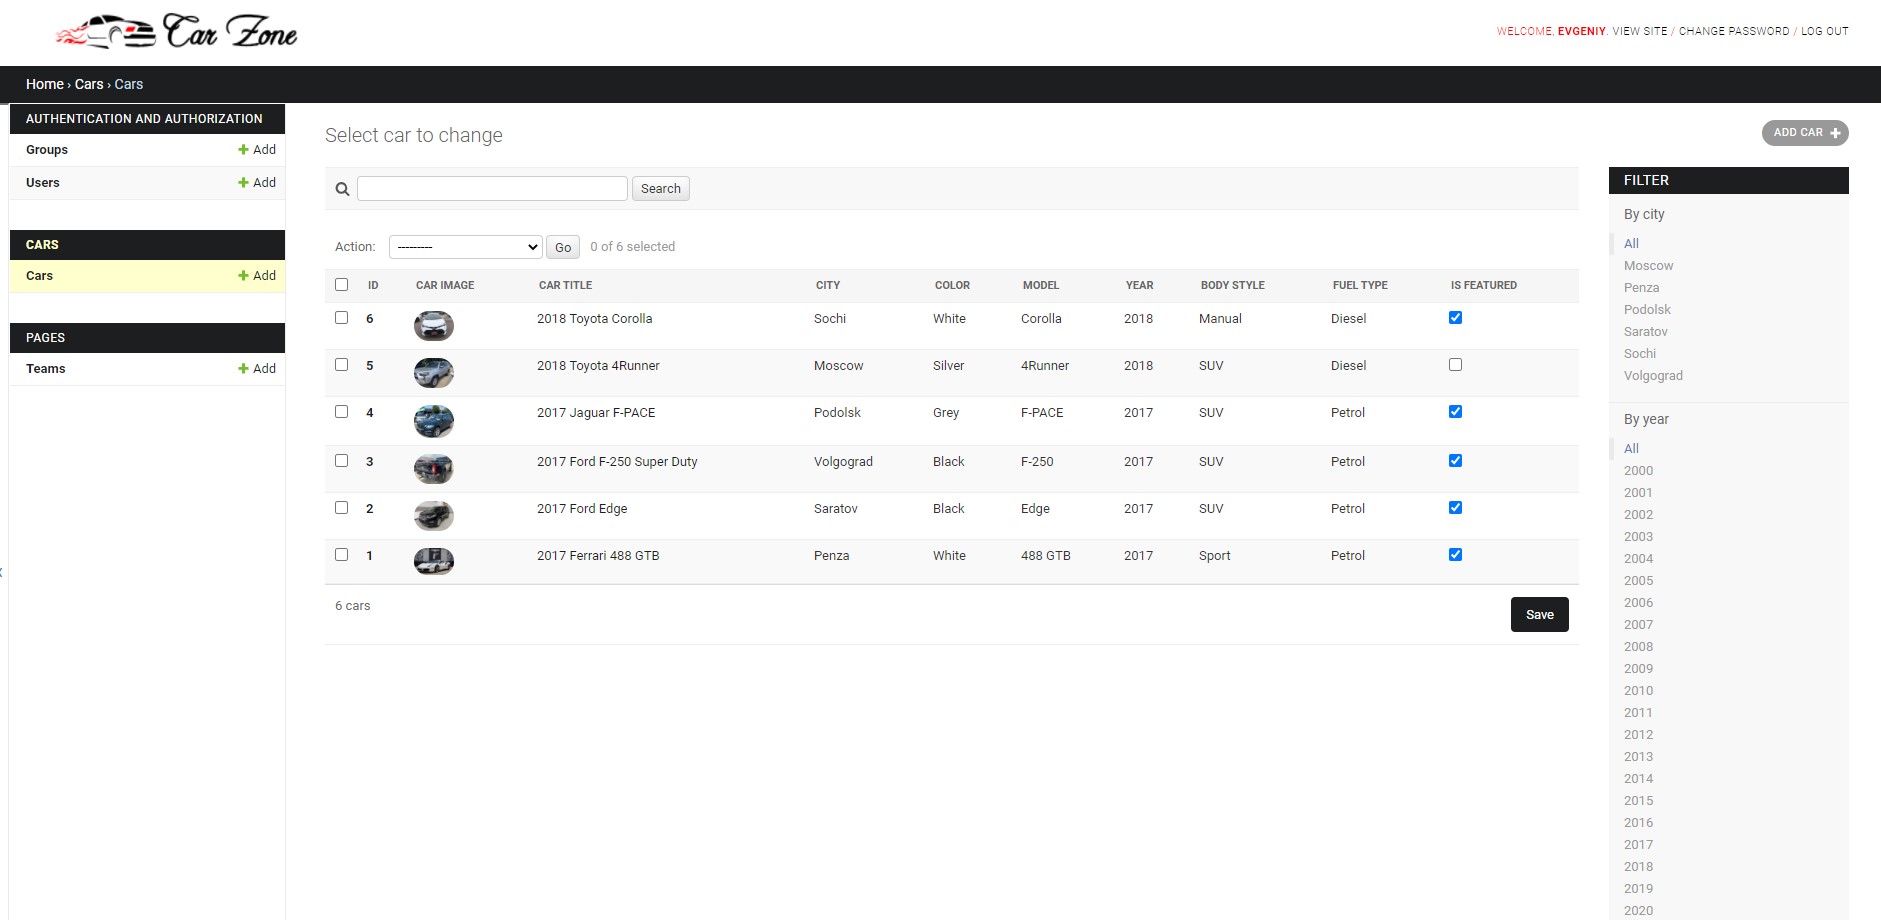 Car Zone
WELCOME, EVGENIY. VIEW SITE / CHANGE PASSWORD / LOG OUT
Home › Cars › Cars
AUTHENTICATION AND AUTHORIZATION
Groups Add
Users Add
CARS
Cars Add
PAGES
Teams Add
Select car to change
ADD CAR
Search
Action: --------- Go 0 of 6 selected
ID CAR IMAGE CAR TITLE CITY COLOR MODEL YEAR BODY STYLE FUEL TYPE IS FEATURED
6 2018 Toyota Corolla Sochi White Corolla 2018 Manual Diesel
5 2018 Toyota 4Runner Moscow Silver 4Runner 2018 SUV Diesel
4 2017 Jaguar F-PACE Podolsk Grey F-PACE 2017 SUV Petrol
3 2017 Ford F-250 Super Duty Volgograd Black F-250 2017 SUV Petrol
2 2017 Ford Edge Saratov Black Edge 2017 SUV Petrol
1 2017 Ferrari 488 GTB Penza White 488 GTB 2017 Sport Petrol
6 cars
Save
FILTER
By city
All
Moscow
Penza
Podolsk
Saratov
Sochi
Volgograd
By year
All
2000
2001
2002
2003
2004
2005
2006
2007
2008
2009
2010
2011
2012
2013
2014
2015
2016
2017
2018
2019
2020